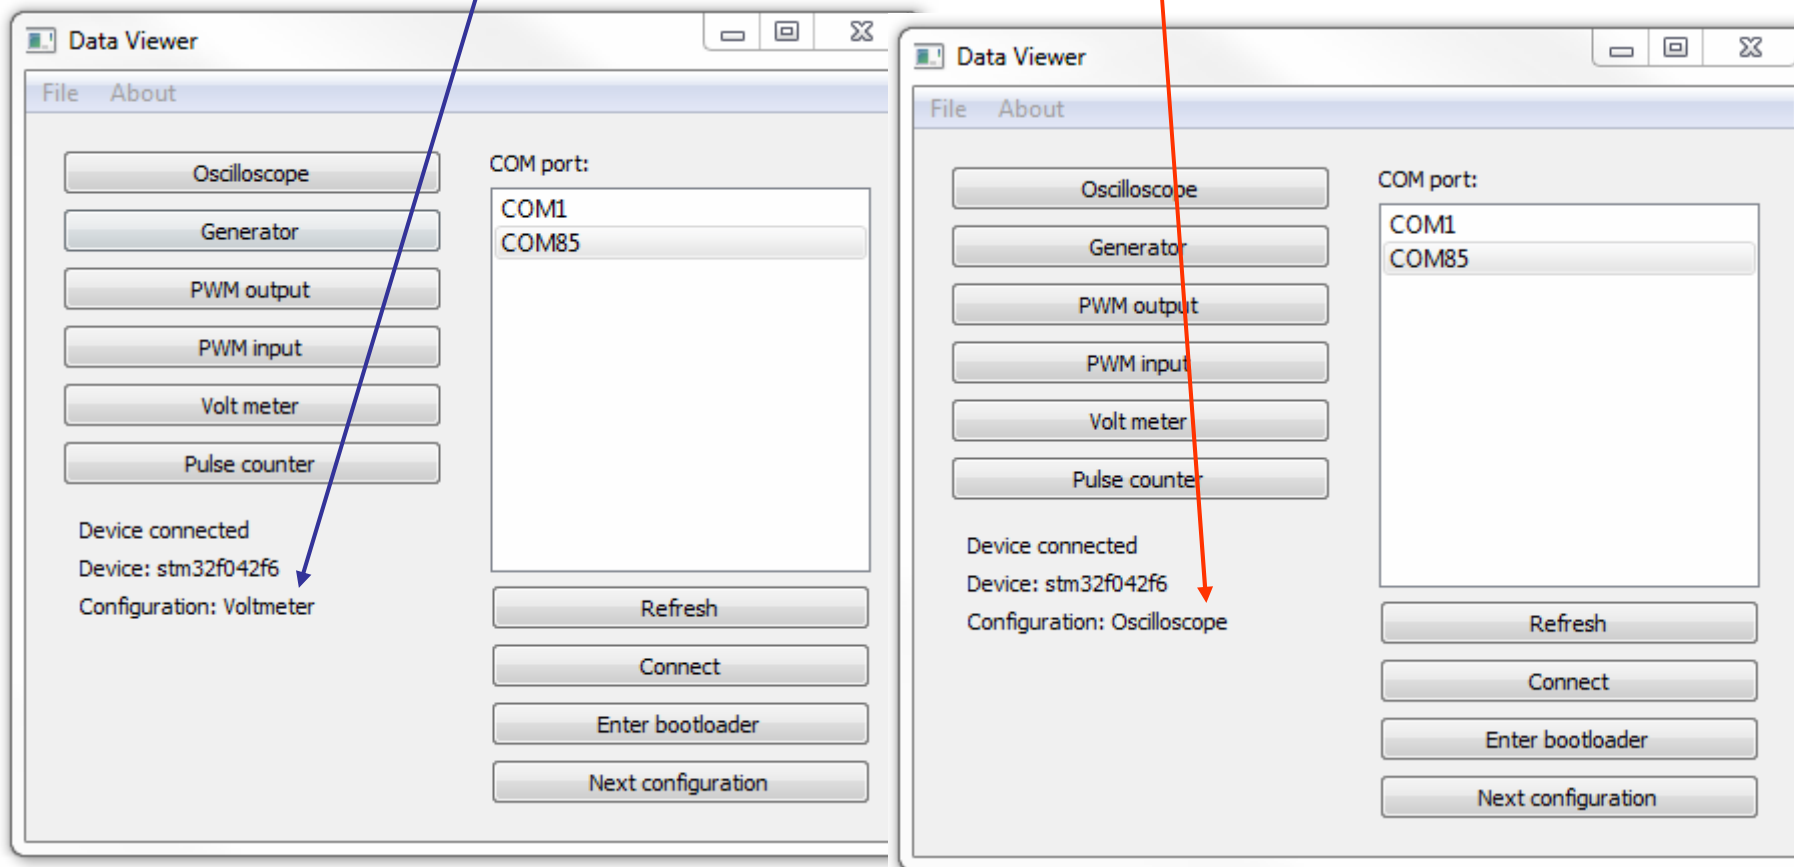 Data Viewer
File About
Oscilloscope
Generator
PWM output
PWM input
Volt meter
Pulse counter
Device connected
Device: stm32f042f6
Configuration: Voltmeter
COM port:
COM1
COM85
Refresh
Connect
Enter bootloader
Next configuration
Data Viewer
File About
Oscilloscope
Generator
PWM output
PWM input
Volt meter
Pulse counter
Device connected
Device: stm32f042f6
Configuration: Oscilloscope
COM port:
COM1
COM85
Refresh
Connect
Enter bootloader
Next configuration